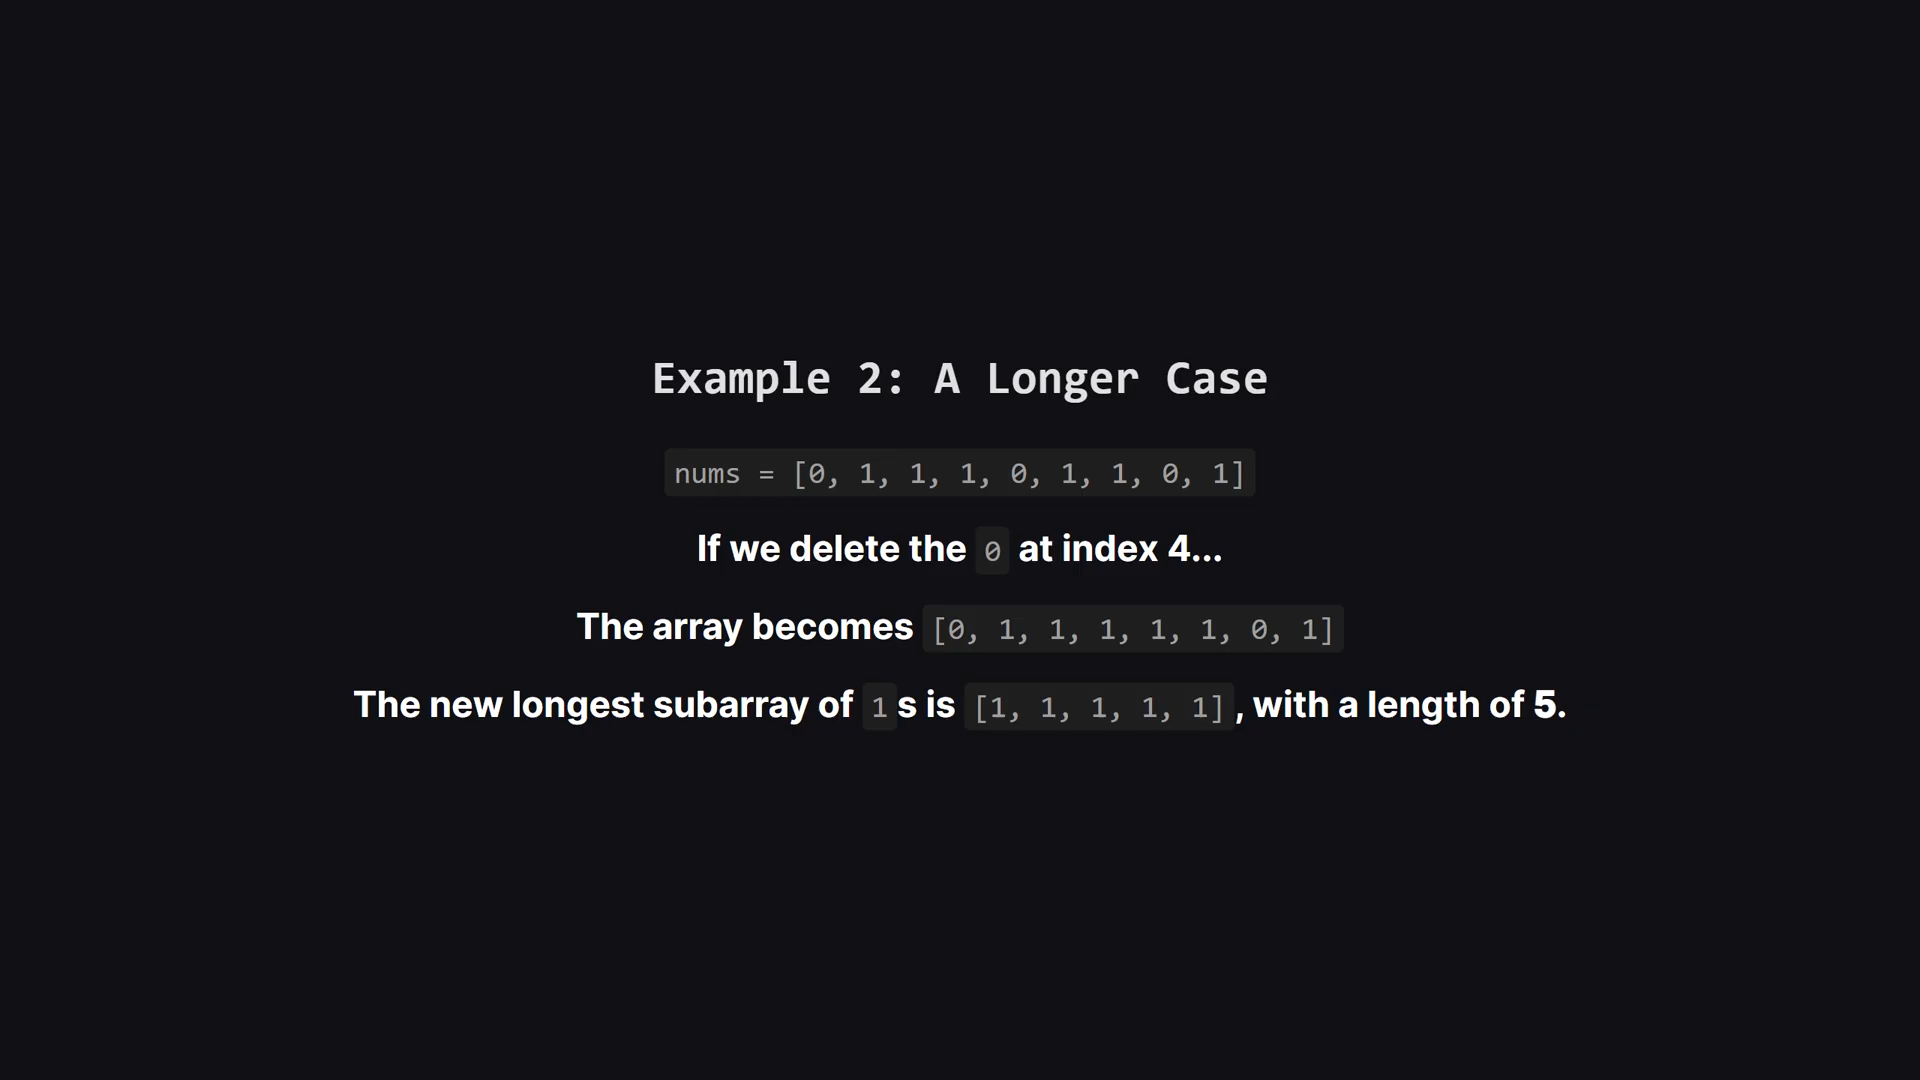 Example 2: A Longer Case
nums = [0, 1, 1, 1, 0, 1, 1, 0, 1]
If we delete the 0 at index 4...
The array becomes [0, 1, 1, 1, 1, 1, 0, 1]
The new longest subarray of 1s is [1, 1, 1, 1, 1], with a length of 5.